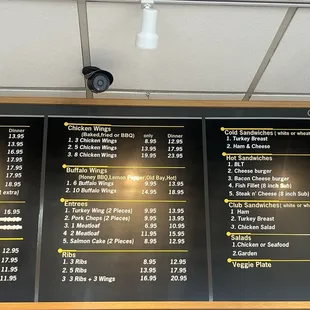 Dinner
13.95
13.95
16.95
17.95
17.95
17.95
18.95
1 extra)
16.95
12.95
9.95
11.95
11.95
Chicken Wings
(Baked,fried or BBQ) only Dinner
1. 3 Chicken Wings 8.95 12.95
2. 5 Chicken Wings 13.95 17.95
3. 8 Chicken Wings 19.95 23.95
Buffalo Wings
(Honey BBQ,Lemon Pepper,Old Bay,Hot)
1. 6 Buffalo Wings 9.95 13.95
2. 10 Buffalo Wings 14.95 18.95
Entrees
1. Turkey Wing (2 Pieces) 9.95 13.95
2. Pork Chops (2 Pieces) 9.95 13.95
3. 1 Meatloaf 6.95 10.95
4. 2 Meatloaf 11.95 15.95
5. Salmon Cake (2 Pieces) 8.95 12.95
Ribs
1. 3 Ribs 8.95 12.95
2. 5 Ribs 13.95 17.95
3. 3 Ribs + 3 Wings 16.95 20.95
Cold Sandwiches (white or wheat
1. Turkey Breast
2. Ham & Cheese
Hot Sandwiches
1. BLT
2. Cheese burger
3. Bacon Cheese burger
4. Fish Fillet (8 inch Sub)
5. Steak n' Cheese (8 inch Sub)
Club Sandwiches (white or wh
1 Ham
2. Turkey Breast
3. Chicken Salad
Salads
1.Chicken or Seafood
2.Garden
Veggie Plate